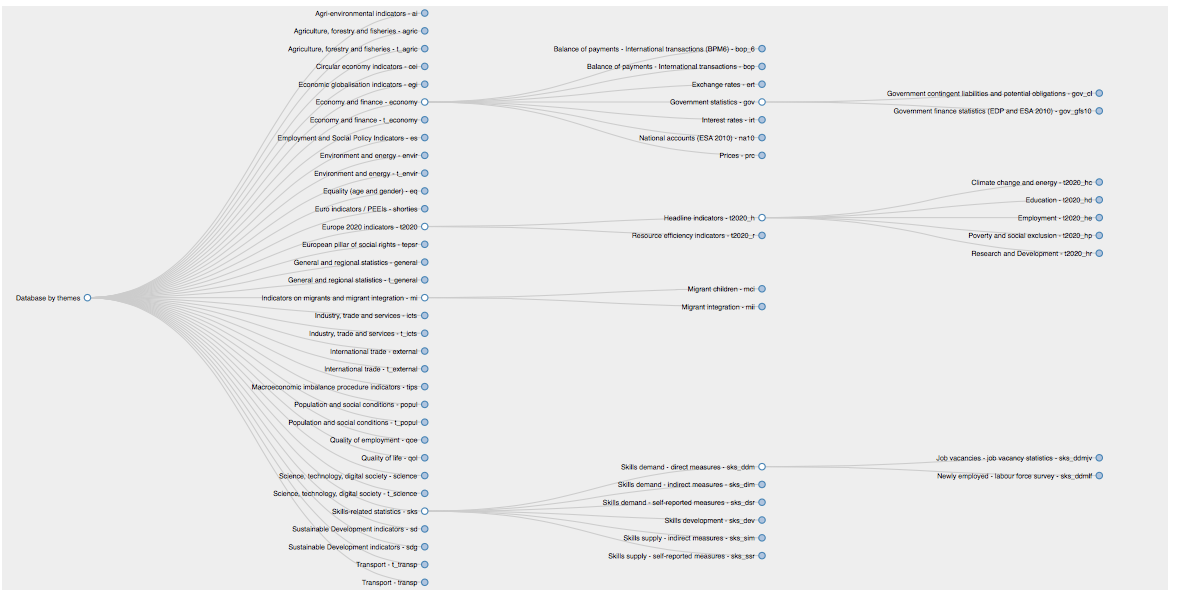 Database by themes
Agri-environmental indicators - ai
Agriculture, forestry and fisheries - agric
Agriculture, forestry and fisheries - t_agric
Circular economy indicators - cei
Economic globalisation indicators - egi
Economy and finance - economy
Economy and finance - t_economy
Employment and Social Policy Indicators - es
Environment and energy - envir
Environment and energy - t_envir
Equality (age and gender) - eq
Euro indicators / PEEIs - shorties
Europe 2020 indicators - t2020
European pillar of social rights - tepsr
General and regional statistics - general
General and regional statistics - t_general
Indicators on migrants and migrant integration - mi
Industry, trade and services - icts
Industry, trade and services - t_icts
International trade - external
International trade - t_external
Macroeconomic imbalance procedure indicators - tips
Population and social conditions - popul
Population and social conditions - t_popul
Quality of employment - qoe
Quality of life - qol
Science, technology, digital society - science
Science, technology, digital society - t_science
Skills-related statistics - sks
Sustainable Development indicators - sd
Sustainable Development indicators - sdg
Transport - t_transp
Transport - transp
Balance of payments - International transactions (BPM6) - bop_6
Balance of payments - International transactions - bop
Exchange rates - ert
Government statistics - gov
Interest rates - irt
National accounts (ESA 2010) - na10
Prices - prc
Headline indicators - t2020_h
Resource efficiency indicators - t2020_r
Migrant children - mci
Migrant integration - mii
Skills demand - direct measures - sks_ddm
Skills demand - indirect measures - sks_dim
Skills demand - self-reported measures - sks_dsr
Skills development - sks_dev
Skills supply - indirect measures - sks_sim
Skills supply - self-reported measures - sks_ssr
Government contingent liabilities and potential obligations - gov_cl
Government finance statistics (EDP and ESA 2010) - gov_gfs10
Climate change and energy - t2020_hc
Education - t2020_hd
Employment - t2020_he
Poverty and social exclusion - t2020_hp
Research and Development - t2020_hr
Job vacancies - job vacancy statistics - sks_ddmjv
Newly employed - labour force survey - sks_ddmlf